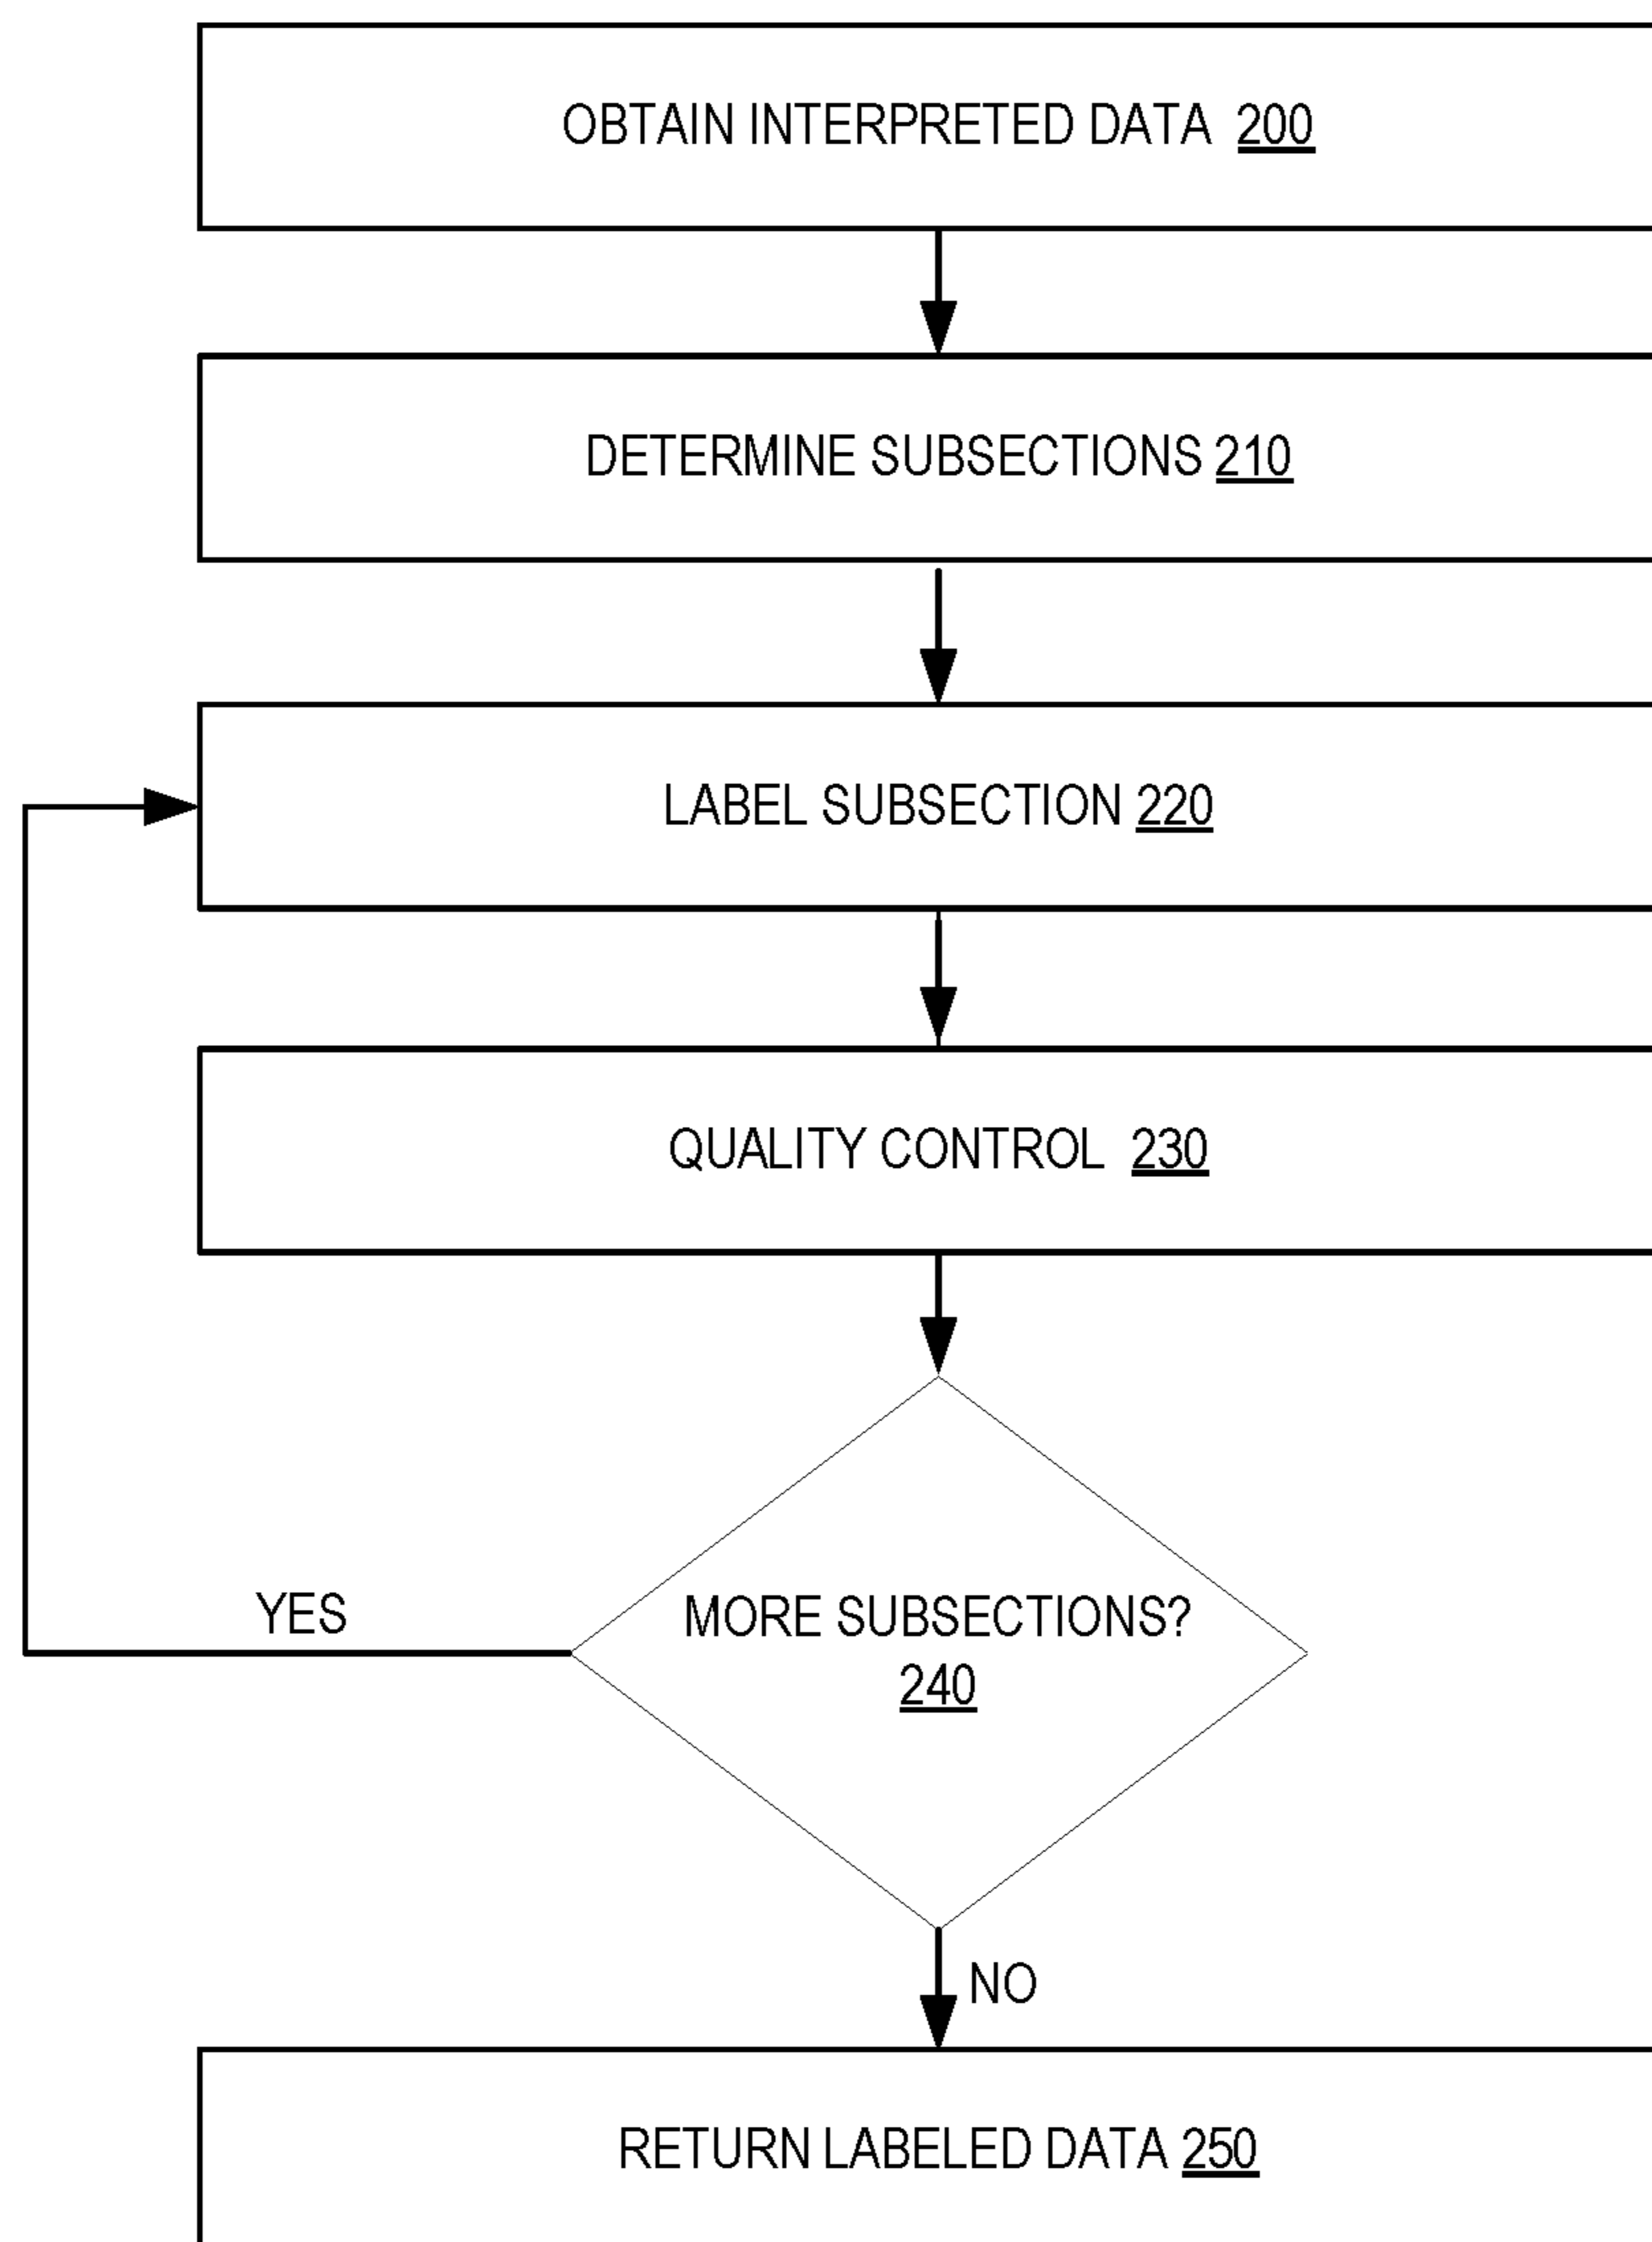 OBTAIN INTERPRETED DATA 200
DETERMINE SUBSECTIONS 210
LABEL SUBSECTION 220
QUALITY CONTROL 230
YES
MORE SUBSECTIONS?
240
NO
RETURN LABELED DATA 250